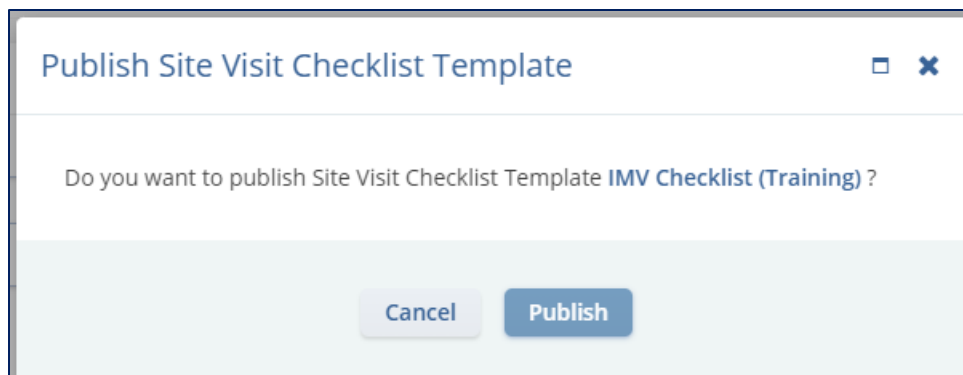 Publish Site Visit Checklist Template
Do you want to publish Site Visit Checklist Template IMV Checklist (Training) ?
Cancel Publish